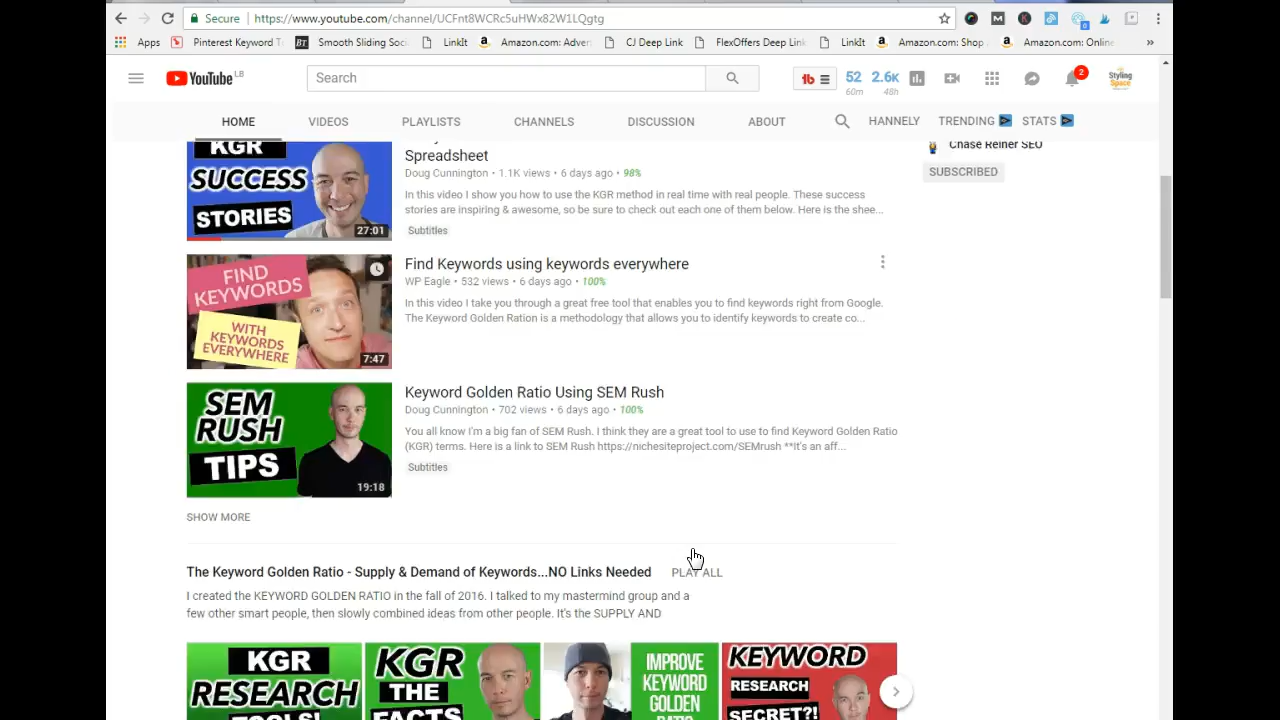 Secure
https://www.youtube.com/channel/UCFnt8WCRc5uHWx82W1LQgtg
Apps
Pinterest Keyword T
Smooth Sliding Soci
LinkIt
Amazon.com: Adver
CJ Deep Link
FlexOffers Deep Link
LinkIt
Amazon.com: Shop
Amazon.com: Online
YouTube LB
Search
52
60m
2.6K
48h
2
Styling Space
HOME
VIDEOS
PLAYLISTS
CHANNELS
DISCUSSION
ABOUT
HANNELY
TRENDING
STATS
KGR
SUCCESS
STORIES
27:01
Spreadsheet
Doug Cunnington • 1.1K views • 6 days ago • 98%
In this video I show you how to use the KGR method in real time with real people. These success
stories are inspiring & awesome, so be sure to check out each one of them below. Here is the shee...
Subtitles
Chase Reiner SEO
SUBSCRIBED
FIND
KEYWORDS
WITH
KEYWORDS
EVERYWHERE
7:47
Find Keywords using keywords everywhere
WP Eagle • 532 views • 6 days ago • 100%
In this video I take you through a great free tool that enables you to find keywords right from Google.
The Keyword Golden Ration is a methodology that allows you to identify keywords to create co...
SEM
RUSH
TIPS
19:18
Keyword Golden Ratio Using SEM Rush
Doug Cunnington • 702 views • 6 days ago • 100%
You all know I'm a big fan of SEM Rush. I think they are a great tool to use to find Keyword Golden Ratio
(KGR) terms. Here is a link to SEM Rush https://nichesiteproject.com/SEMrush **It's an aff...
Subtitles
SHOW MORE
The Keyword Golden Ratio - Supply & Demand of Keywords...NO Links Needed
PLAY ALL
I created the KEYWORD GOLDEN RATIO in the fall of 2016. I talked to my mastermind group and a
few other smart people, then slowly combined ideas from other people. It's the SUPPLY AND
KGR
RESEARCH
TOOLS!
KGR
THE
FACTS
IMPROVE
KEYWORD
GOLDEN
RATIO
KEYWORD
RESEARCH
SECRET?!